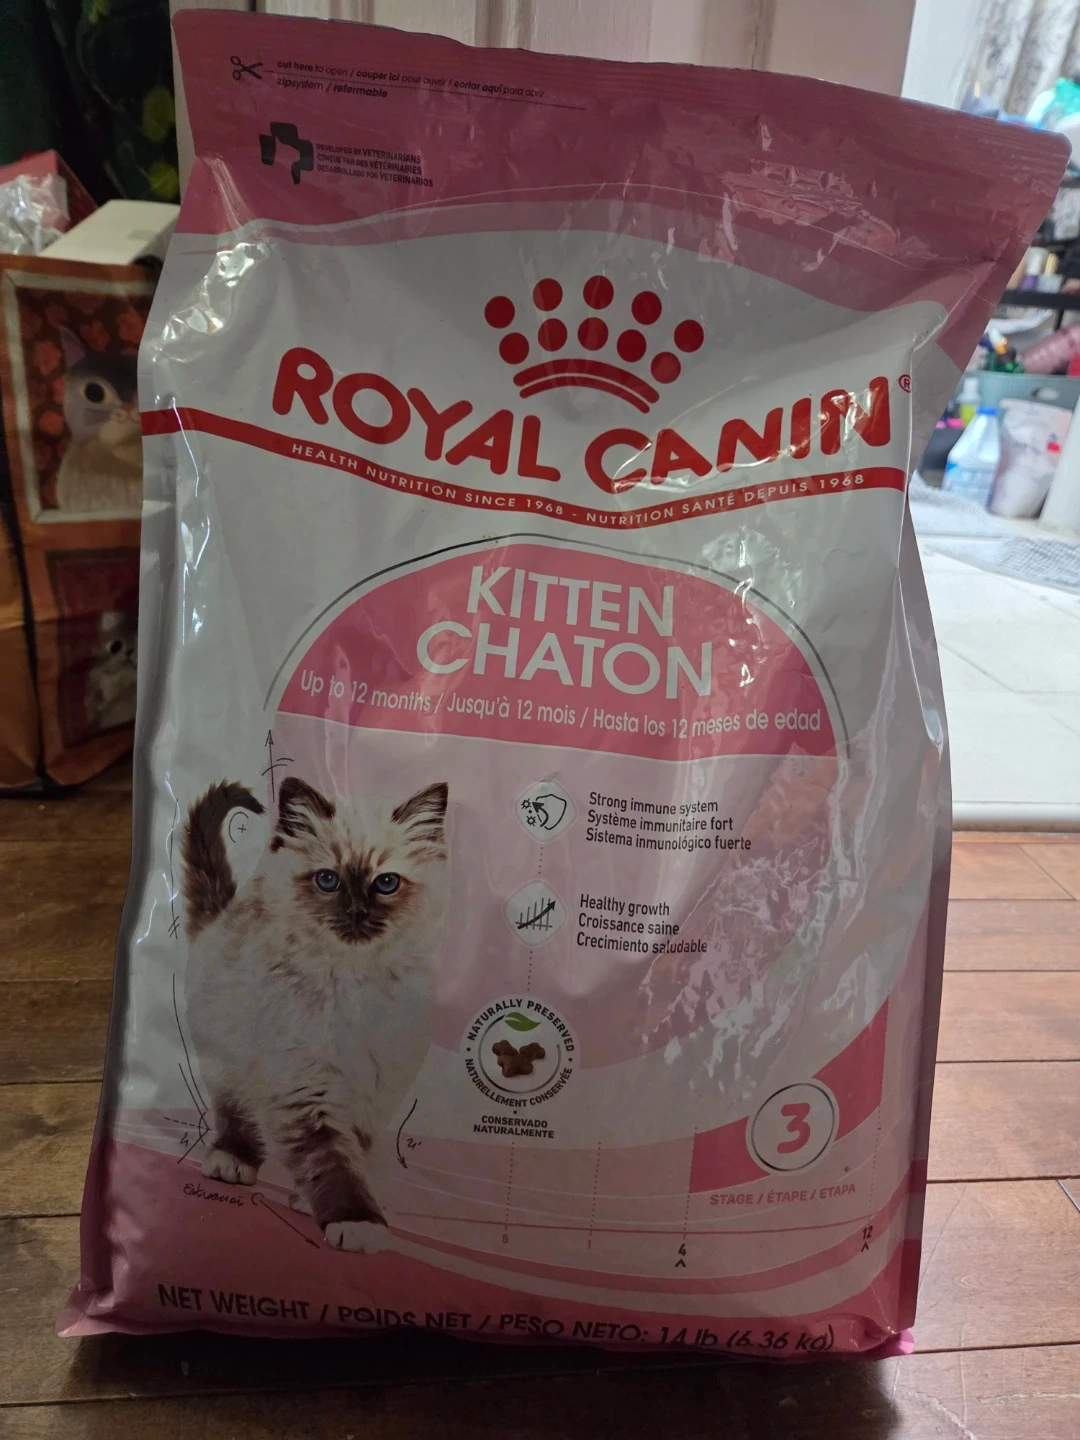 cut here to open / couper ici pour ouvrir / cortar aquí para abrir
zipsystem / refermable
DEVELOPED BY VETERINARIANS
CONÇU PAR DES VÉTÉRINAIRES
DESARROLLADO POR VETERINARIOS
ROYAL CANIN®
HEALTH NUTRITION SINCE 1968 - NUTRITION SANTÉ DEPUIS 1968
KITTEN
CHATON
Up to 12 months / Jusqu'à 12 mois / Hasta los 12 meses de edad
Strong immune system
Système immunitaire fort
Sistema inmunológico fuerte
Healthy growth
Croissance saine
Crecimiento saludable
NATURALLY PRESERVED
NATURELLEMENT CONSERVÉE
CONSERVADO
NATURALMENTE
3
STAGE / ÉTAPE / ETAPA
0 1 4 12
NET WEIGHT / POIDS NET / PESO NETO: 14 lb (6.36 kg)